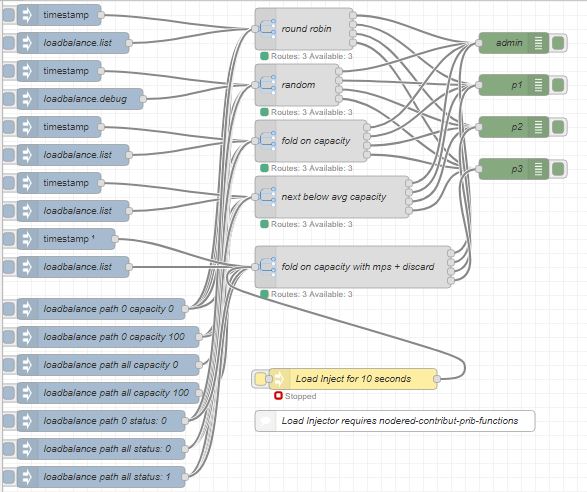 timestamp
loadbalance.list
timestamp
loadbalance.debug
timestamp
loadbalance.list
timestamp
loadbalance.list
timestamp ¹
loadbalance.list
loadbalance path 0 capacity 0
loadbalance path 0 capacity 100
loadbalance path all capacity 0
loadbalance path all capacity 100
loadbalance path 0 status: 0
loadbalance path all status: 0
loadbalance path all status: 1
round robin
Routes: 3 Available: 3
random
Routes: 3 Available: 3
fold on capacity
Routes: 3 Available: 3
next below avg capacity
Routes: 3 Available: 3
fold on capacity with mps + discard
Routes: 3 Available: 3
Load Inject for 10 seconds
Stopped
Load Injector requires nodered-contribut-prib-functions
admin
p1
p2
p3